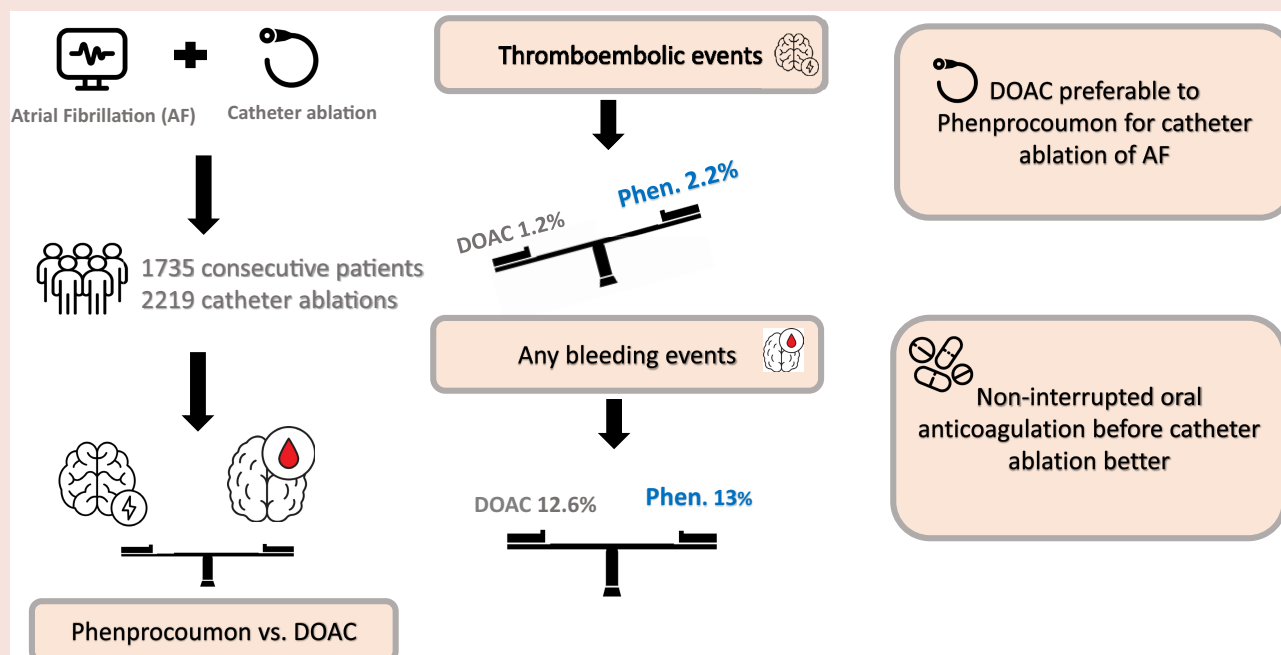 Atrial Fibrillation (AF)
Catheter ablation
1735 consecutive patients
2219 catheter ablations
Phenprocoumon vs. DOAC
Thromboembolic events
DOAC 1.2%
Phen. 2.2%
Any bleeding events
DOAC 12.6%
Phen. 13%
DOAC preferable to
Phenprocoumon for catheter
ablation of AF
Non-interrupted oral
anticoagulation before catheter
ablation better